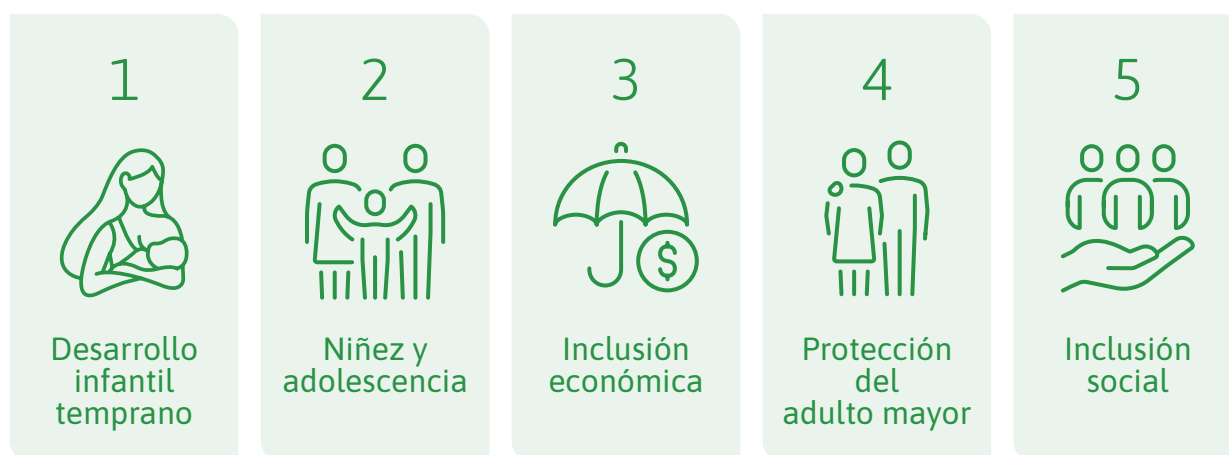 1
Desarrollo
infantil
temprano
2
Niñez y
adolescencia
3
$
Inclusión
económica
4
Protección
del
adulto mayor
5
Inclusión
social